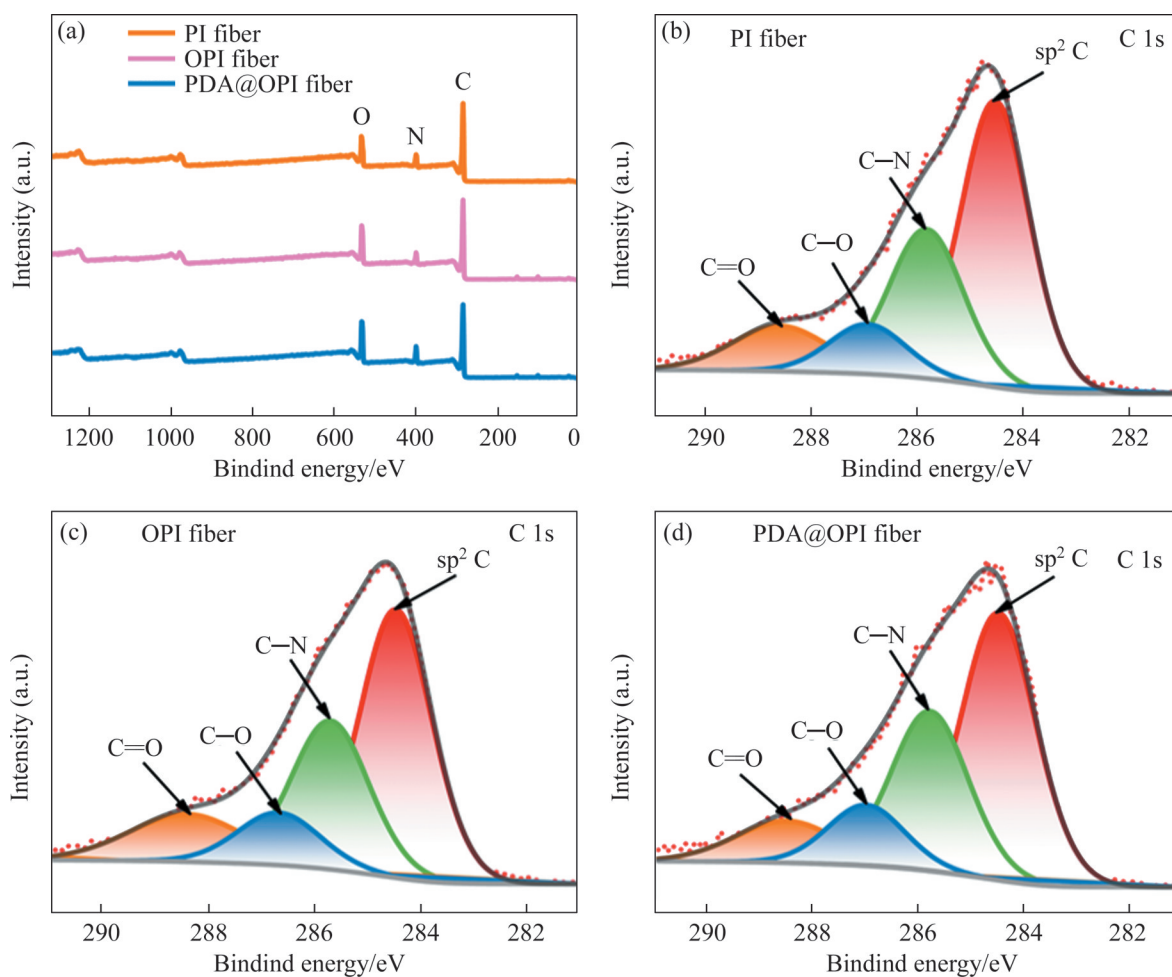 (a)
PI fiber
OPI fiber
PDA@OPI fiber
O
N
C
Intensity (a.u.)
1200 1000 800 600 400 200 0
Bindind energy/eV
(b) PI fiber C 1s
sp² C
C—N
C—O
C=O
Intensity (a.u.)
290 288 286 284 282
Bindind energy/eV
(c) OPI fiber C 1s
sp² C
C—N
C—O
C=O
Intensity (a.u.)
290 288 286 284 282
Bindind energy/eV
(d) PDA@OPI fiber C 1s
sp² C
C—N
C—O
C=O
Intensity (a.u.)
290 288 286 284 282
Bindind energy/eV